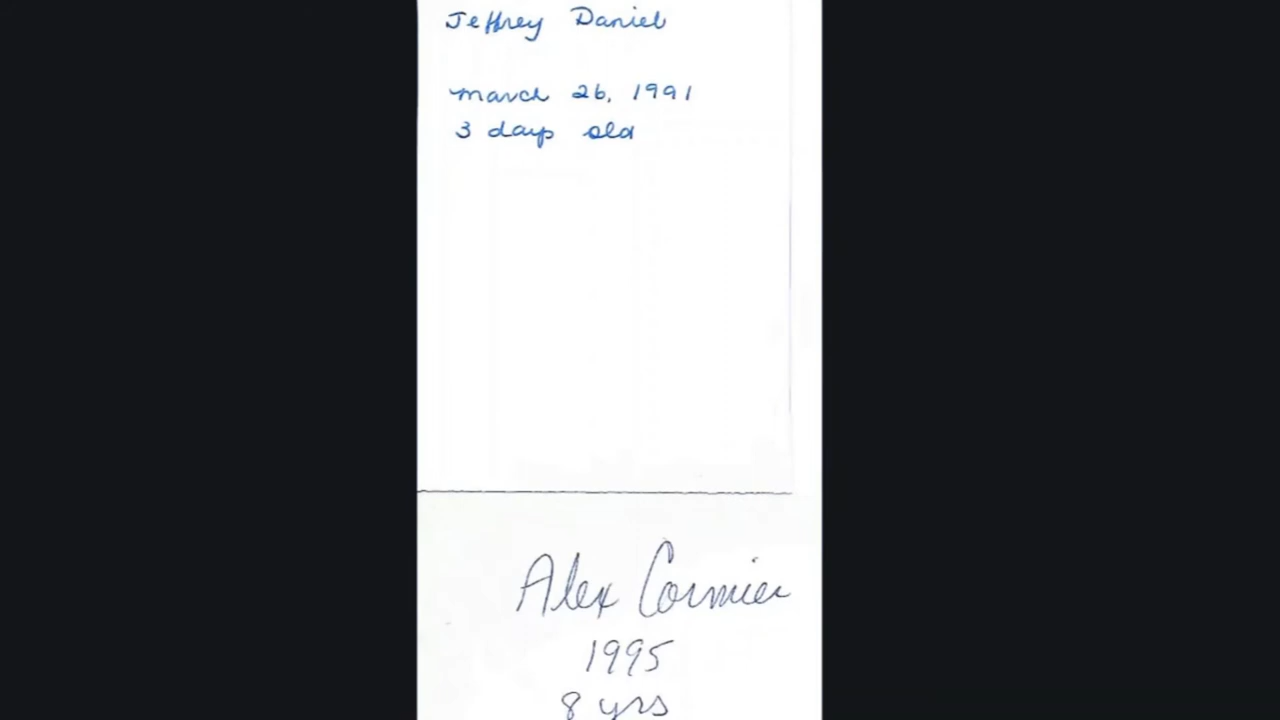 Jeffrey Daniel
March 26, 1991
3 days old
Alex Cormier
1995
8 yrs